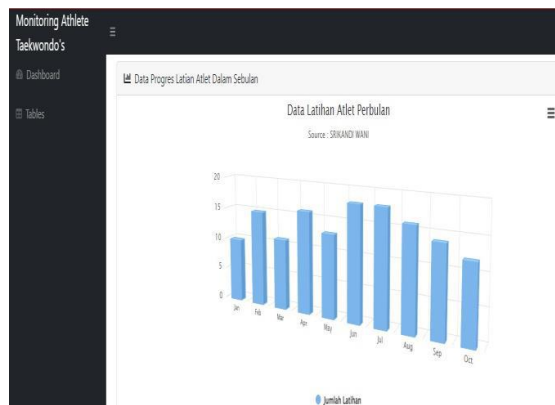 Monitoring Athlete
Taekwondo's
Dashboard
Tables
Data Progres Latian Atlet Dalam Sebulan
Data Latihan Atlet Perbulan
Source : SRIKANDI WANI
20
15
10
5
0
Jan
Feb
Mar
Apr
May
Jun
Jul
Aug
Sep
Oct
Jumlah Latihan